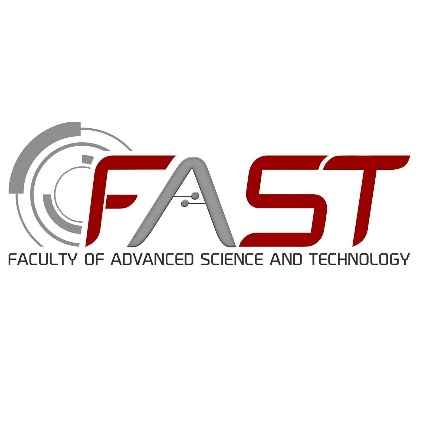 FAST
FACULTY OF ADVANCED SCIENCE AND TECHNOLOGY